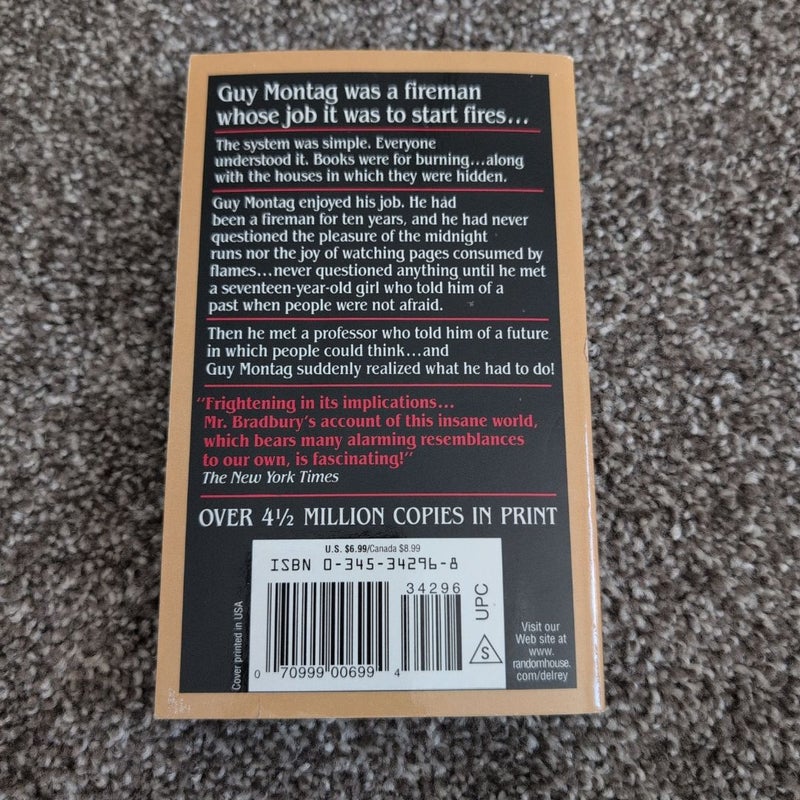 Guy Montag was a fireman
whose job it was to start fires...
The system was simple. Everyone
understood it. Books were for burning...along
with the houses in which they were hidden.
Guy Montag enjoyed his job. He had
been a fireman for ten years, and he had never
questioned the pleasure of the midnight
runs nor the joy of watching pages consumed by
flames...never questioned anything until he met
a seventeen-year-old girl who told him of a
past when people were not afraid.
Then he met a professor who told him of a future
in which people could think...and
Guy Montag suddenly realized what he had to do!
"Frightening in its implications...
Mr. Bradbury's account of this insane world,
which bears many alarming resemblances
to our own, is fascinating!"
The New York Times
OVER 4½ MILLION COPIES IN PRINT
U.S. $6.99/Canada $8.99
ISBN 0-345-34296-8
34296
0 70999 00699 4
UPC
S
Cover printed in USA
Visit our
Web site at
www.
randomhouse.
com/delrey